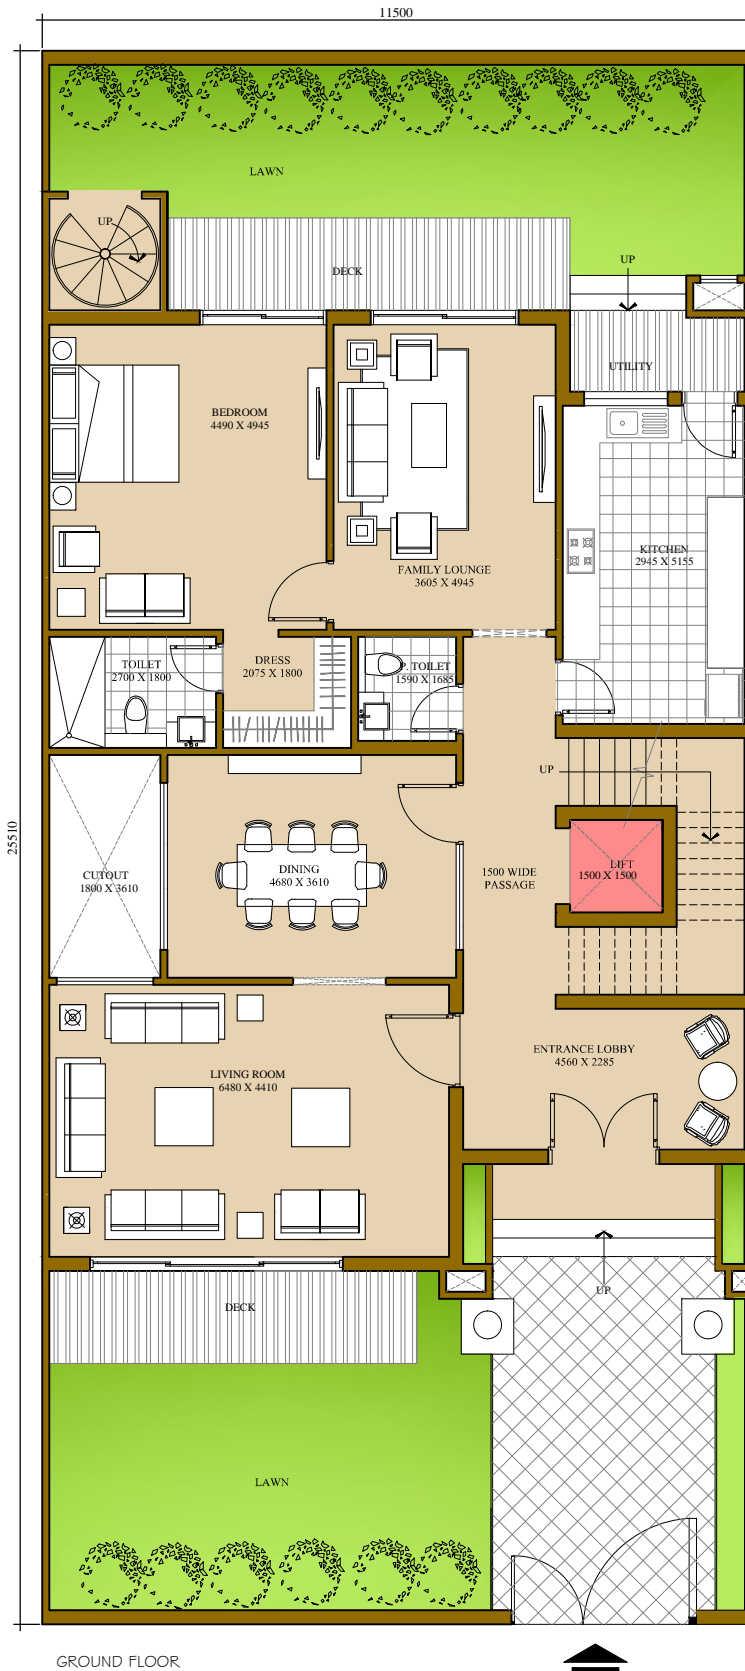 11500
LAWN
UP
DECK
UP
UTILITY
BEDROOM
4490 X 4945
FAMILY LOUNGE
3605 X 4945
KITCHEN
2945 X 5155
TOILET
2700 X 1800
DRESS
2075 X 1800
P. TOILET
1590 X 1685
UP
25510
CUTOUT
1800 X 3610
DINING
4680 X 3610
1500 WIDE
PASSAGE
LIFT
1500 X 1500
LIVING ROOM
6480 X 4410
ENTRANCE LOBBY
4560 X 2285
UP
DECK
LAWN
GROUND FLOOR